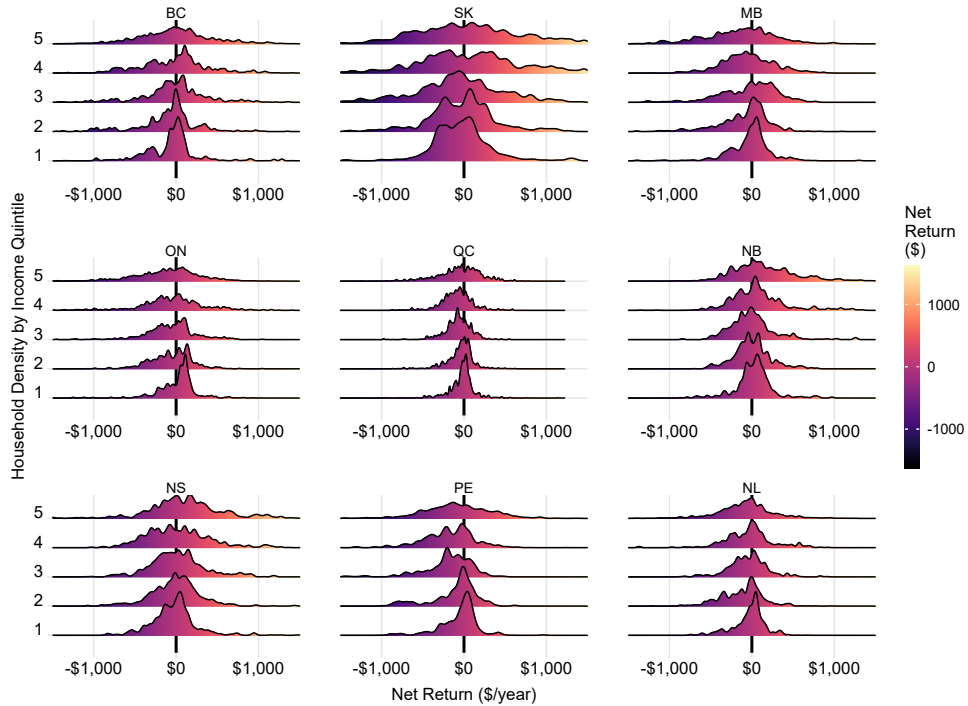 BC SK MB
5
4
3
2
1
-$1,000 $0 $1,000 -$1,000 $0 $1,000 -$1,000 $0 $1,000
Household Density by Income Quintile
Net
Return
($)
1000
0
-1000
ON QC NB
5
4
3
2
1
-$1,000 $0 $1,000 -$1,000 $0 $1,000 -$1,000 $0 $1,000
NS PE NL
5
4
3
2
1
-$1,000 $0 $1,000 -$1,000 $0 $1,000 -$1,000 $0 $1,000
Net Return ($/year)